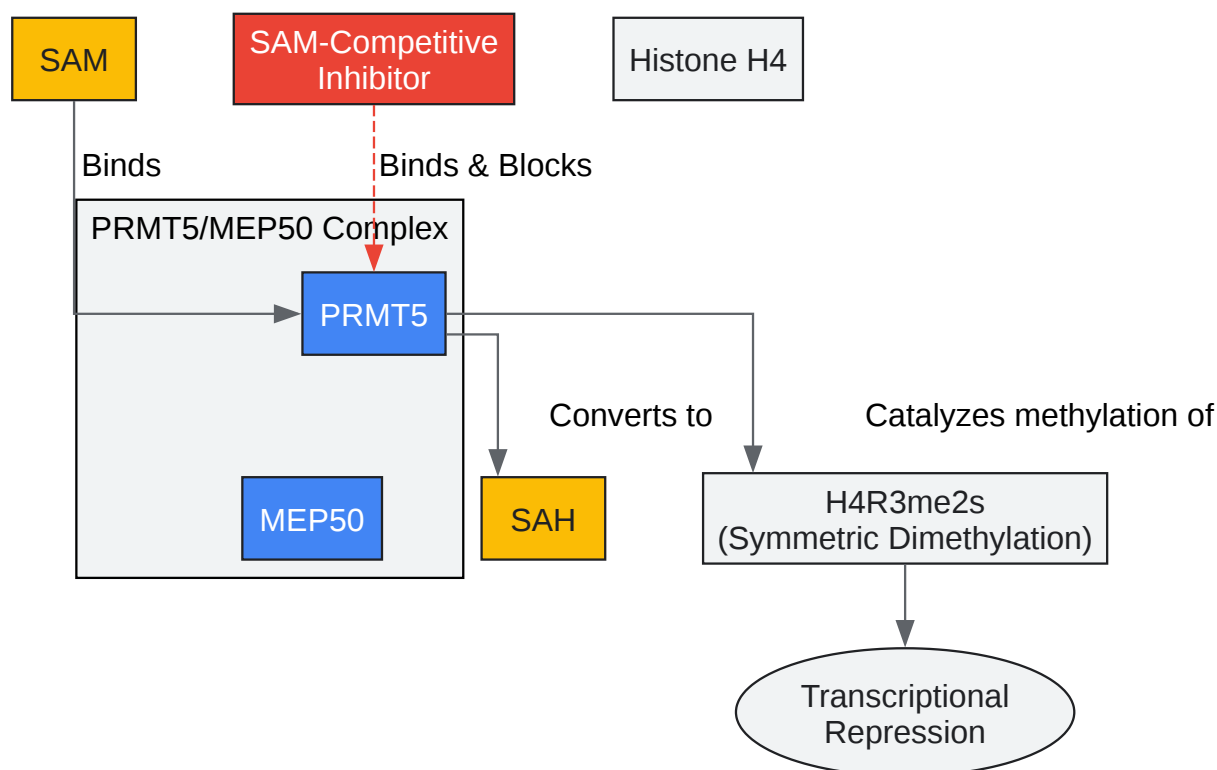 SAM
SAM-Competitive
Inhibitor
Histone H4
Binds
Binds & Blocks
PRMT5/MEP50 Complex
PRMT5
Converts to
Catalyzes methylation of
MEP50
SAH
H4R3me2s
(Symmetric Dimethylation)
Transcriptional
Repression